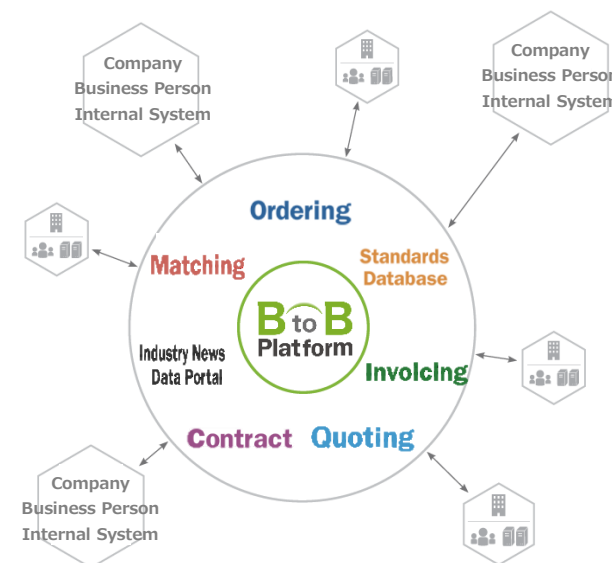 Company
Business Person
Internal System
Company
Business Person
Internal System
Ordering
Matching
Standards
Database
B to B
Platform
Industry News
Data Portal
Invoicing
Contract
Quoting
Company
Business Person
Internal System